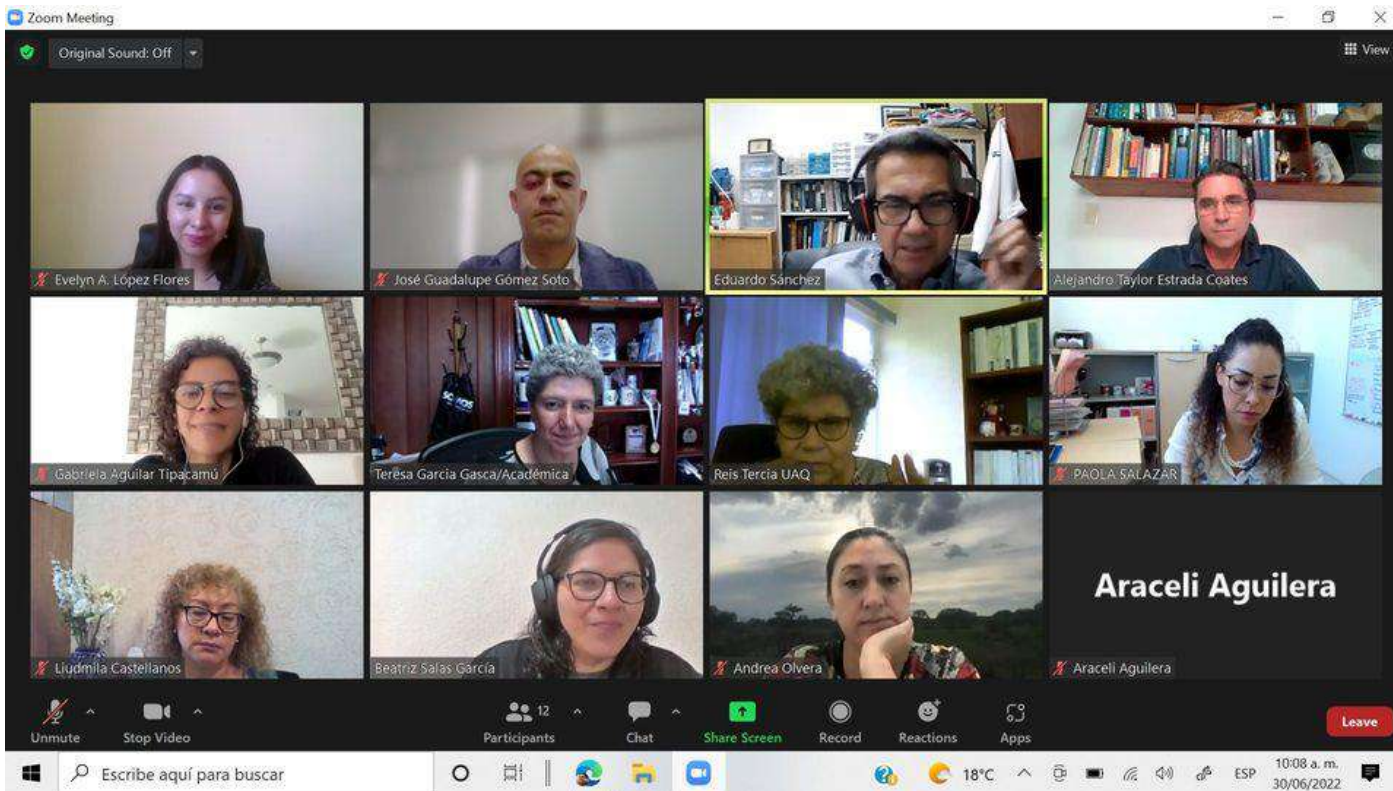 Zoom Meeting
Original Sound: Off
View
Evelyn A. López Flores
José Guadalupe Gómez Soto
Eduardo Sánchez
Alejandro Taylor Estrada Coates
Gabriela Aguilar Tipacamú
Teresa García Gasca/Académica
Reis Tercia UAQ
PAOLA SALAZAR
Liudmila Castellanos
Beatriz Salas García
Andrea Olvera
Araceli Aguilera
Araceli Aguilera
Unmute
Stop Video
Participants
12
Chat
Share Screen
Record
Reactions
Apps
Leave
Escribe aquí para buscar
18°C
ESP
10:08 a. m.
30/06/2022